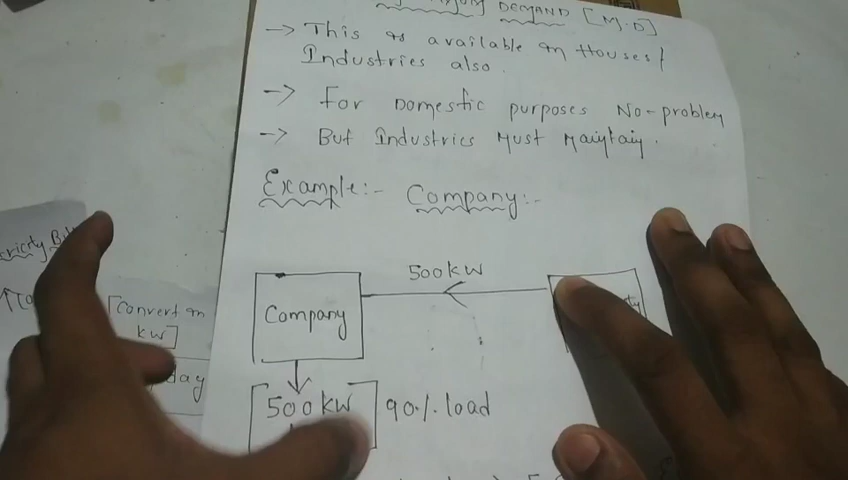 DEMAND [M.D]
→ This is available in Houses/
Industries also.
→ For Domestic purposes No-problem
→ But Industries Must Maintain.
Example:- Company:-
500kW
Company
500kW
90% load
[Convert in
kW]
day